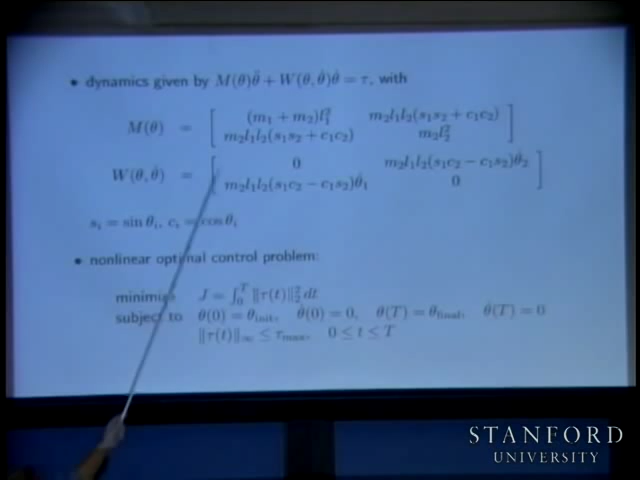 • dynamics given by M(θ)θ̈ + W(θ, θ̇)θ̇ = τ, with
M(θ) = [ (m₁ + m₂)l₁² m₂l₁l₂(s₁s₂ + c₁c₂)
m₂l₁l₂(s₁s₂ + c₁c₂) m₂l₂² ]
W(θ, θ̇) = [ 0 m₂l₁l₂(s₁c₂ − c₁s₂)θ̇₂
m₂l₁l₂(s₁c₂ − c₁s₂)θ̇₁ 0 ]
sᵢ = sin θᵢ, cᵢ = cos θᵢ
• nonlinear optimal control problem:
minimize J = ∫₀ᵀ ‖τ(t)‖₂² dt
subject to θ(0) = θ_init, θ̇(0) = 0, θ(T) = θ_final, θ̇(T) = 0
‖τ(t)‖_∞ ≤ τ_max, 0 ≤ t ≤ T
STANFORD
UNIVERSITY